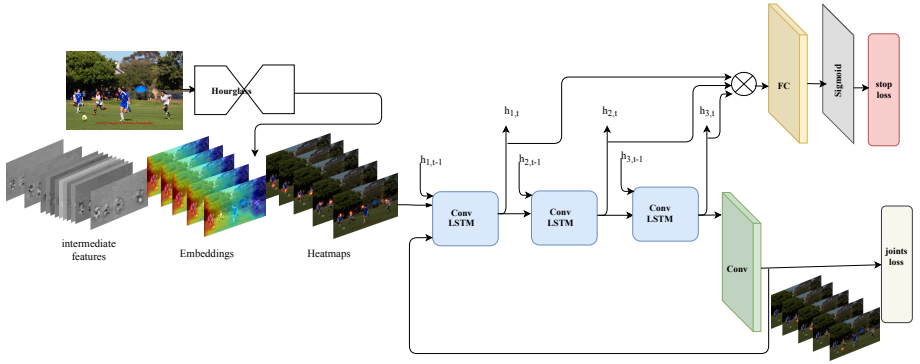 Hourglass
intermediate
features
Embeddings
Heatmaps
h1,t-1
h1,t
h2,t-1
h2,t
h3,t-1
h3,t
Conv
LSTM
Conv
LSTM
Conv
LSTM
FC
Sigmoid
stop
loss
Conv
joints
loss